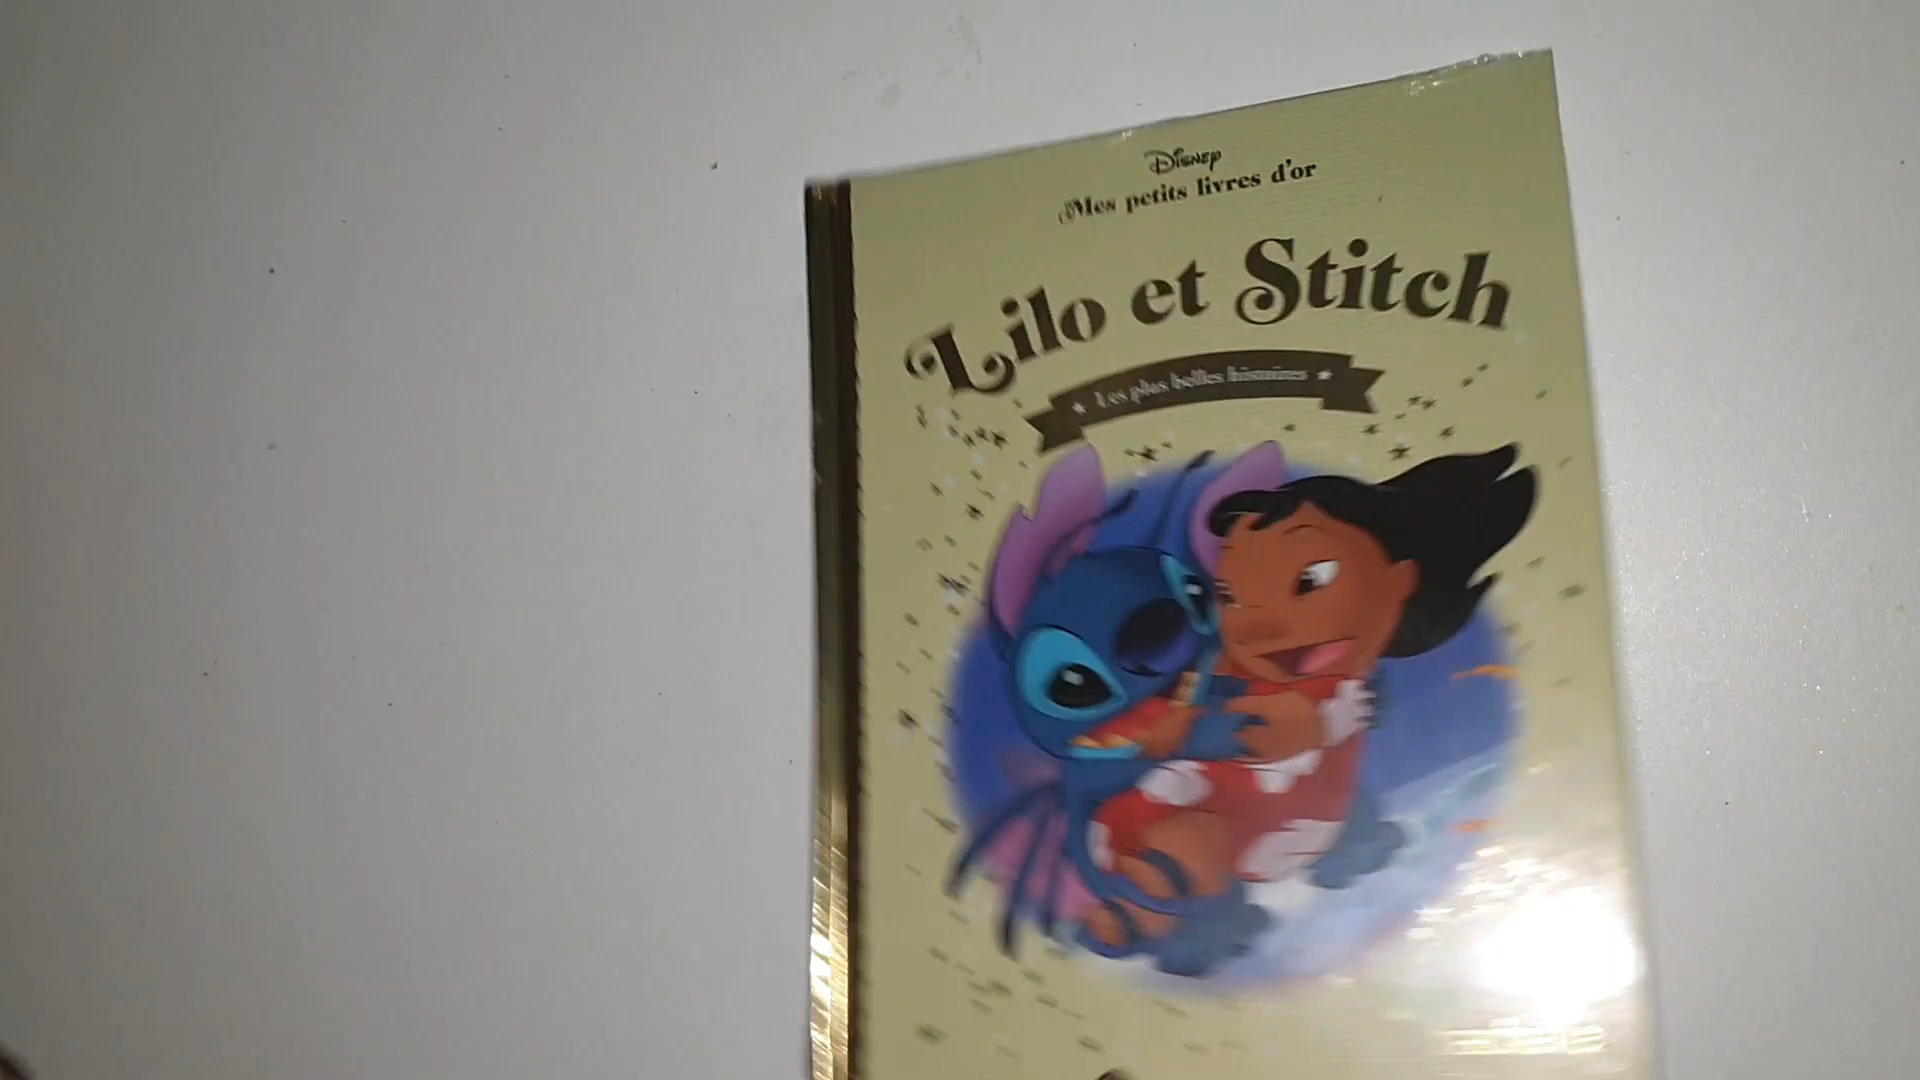 Disney
Mes petits livres d'or
Lilo et Stitch
Les plus belles histoires